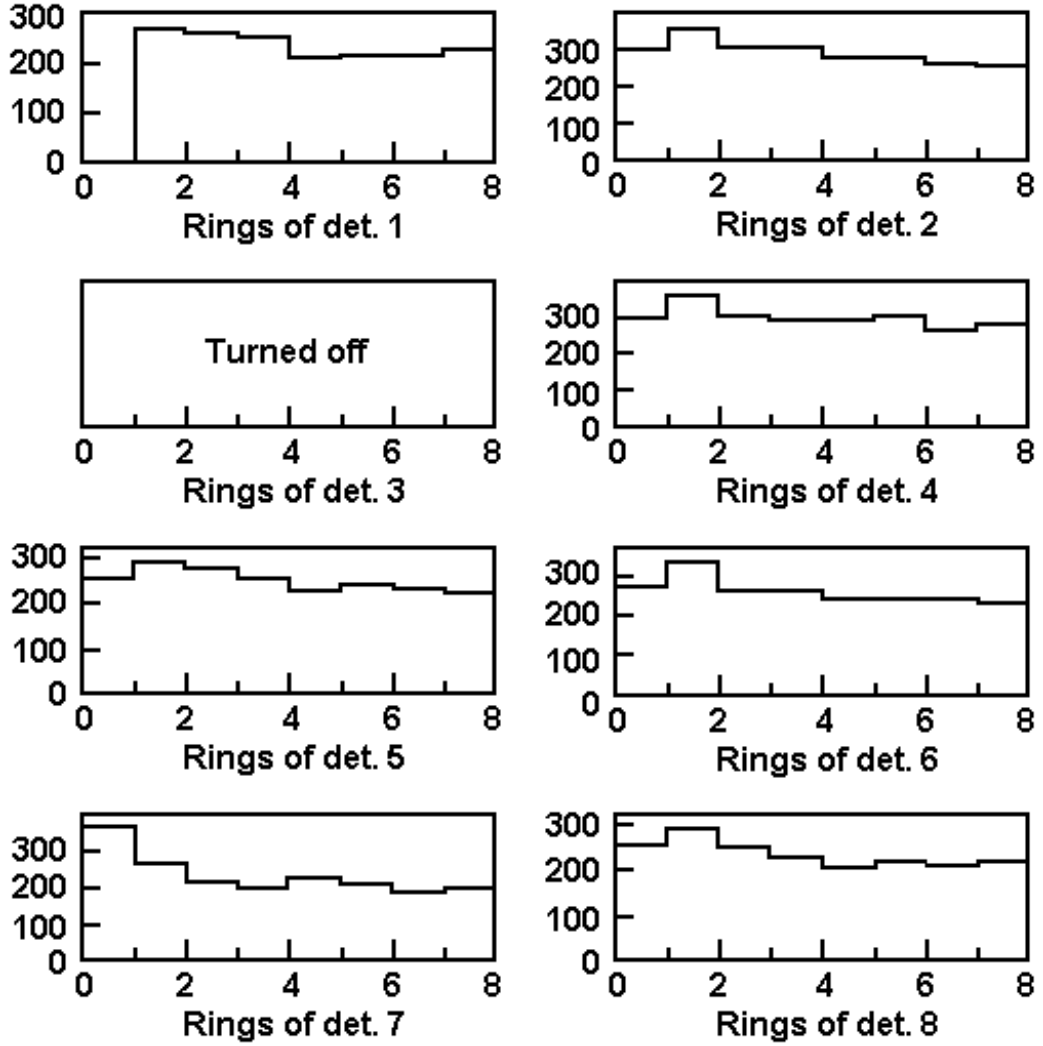 300
200
100
0
0 2 4 6 8
Rings of det. 1
300
200
100
0
0 2 4 6 8
Rings of det. 2
Turned off
0 2 4 6 8
Rings of det. 3
300
200
100
0
0 2 4 6 8
Rings of det. 4
300
200
100
0
0 2 4 6 8
Rings of det. 5
300
200
100
0
0 2 4 6 8
Rings of det. 6
300
200
100
0
0 2 4 6 8
Rings of det. 7
300
200
100
0
0 2 4 6 8
Rings of det. 8